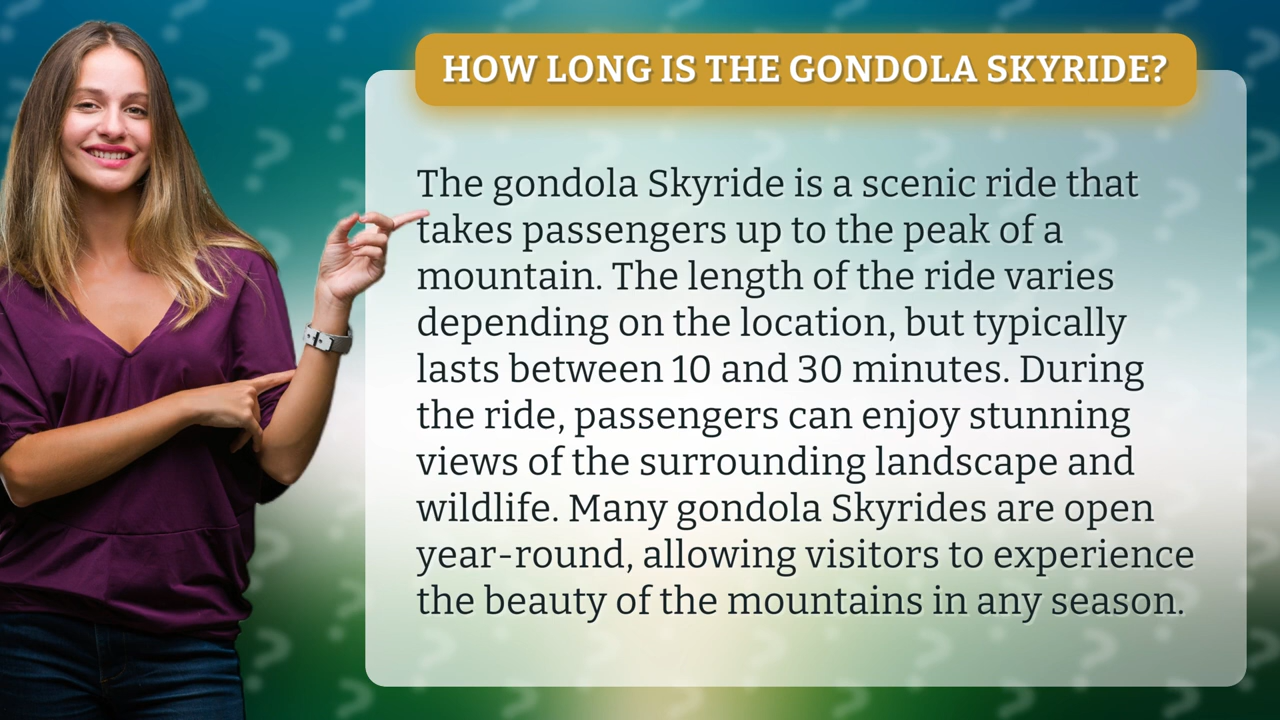 HOW LONG IS THE GONDOLA SKYRIDE?
The gondola Skyride is a scenic ride that
takes passengers up to the peak of a
mountain. The length of the ride varies
depending on the location, but typically
lasts between 10 and 30 minutes. During
the ride, passengers can enjoy stunning
views of the surrounding landscape and
wildlife. Many gondola Skyrides are open
year-round, allowing visitors to experience
the beauty of the mountains in any season.